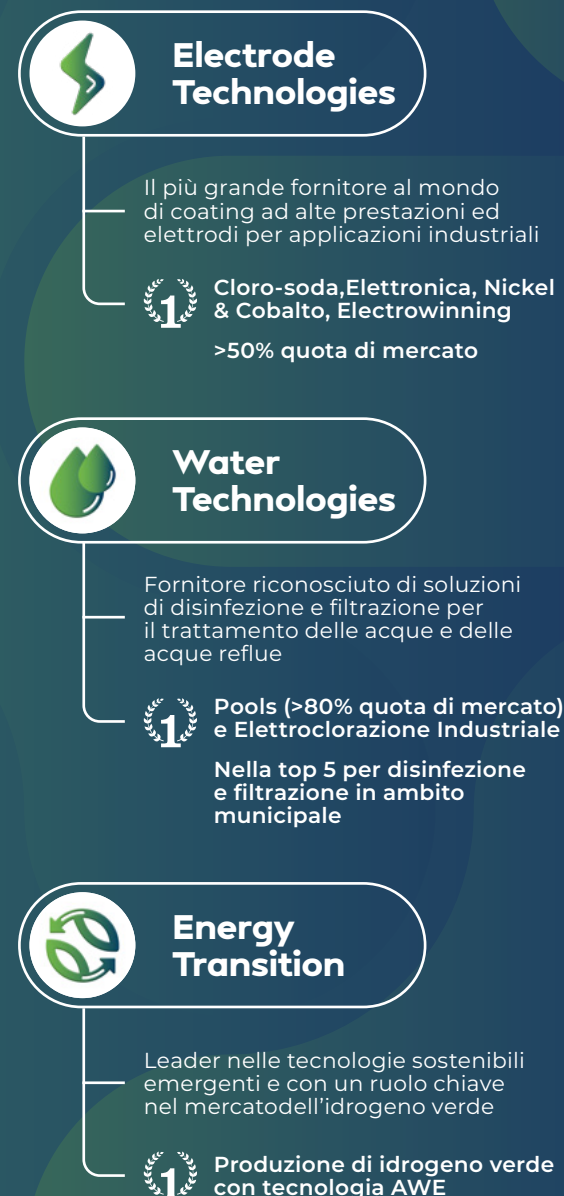 Electrode
Technologies
Il più grande fornitore al mondo
di coating ad alte prestazioni ed
elettrodi per applicazioni industriali
1
Cloro-soda,Elettronica, Nickel
& Cobalto, Electrowinning
>50% quota di mercato
Water
Technologies
Fornitore riconosciuto di soluzioni
di disinfezione e filtrazione per
il trattamento delle acque e delle
acque reflue
1
Pools (>80% quota di mercato)
e Elettroclorazione Industriale
Nella top 5 per disinfezione
e filtrazione in ambito
municipale
Energy
Transition
Leader nelle tecnologie sostenibili
emergenti e con un ruolo chiave
nel mercatodell'idrogeno verde
1
Produzione di idrogeno verde
con tecnologia AWE